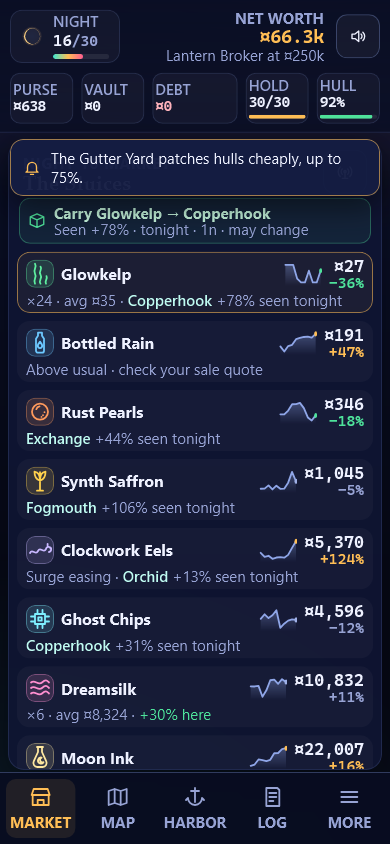 NIGHT
16/30
NET WORTH
¤66.3k
Lantern Broker at ¤250k
PURSE
¤638
VAULT
¤0
DEBT
¤0
HOLD
30/30
HULL
92%
The Gutter Yard patches hulls cheaply, up to
75%.
Carry Glowkelp → Copperhook
Seen +78% · tonight · 1n · may change
Glowkelp
¤27
−36%
×24 · avg ¤35 · Copperhook +78% seen tonight
Bottled Rain
¤191
+47%
Above usual · check your sale quote
Rust Pearls
¤346
−18%
Exchange +44% seen tonight
Synth Saffron
¤1,045
−5%
Fogmouth +106% seen tonight
Clockwork Eels
¤5,370
+124%
Surge easing · Orchid +13% seen tonight
Ghost Chips
¤4,596
−12%
Copperhook +31% seen tonight
Dreamsilk
¤10,832
+11%
×6 · avg ¤8,324 · +30% here
Moon Ink
¤22,007
+16%
MARKET
MAP
HARBOR
LOG
MORE